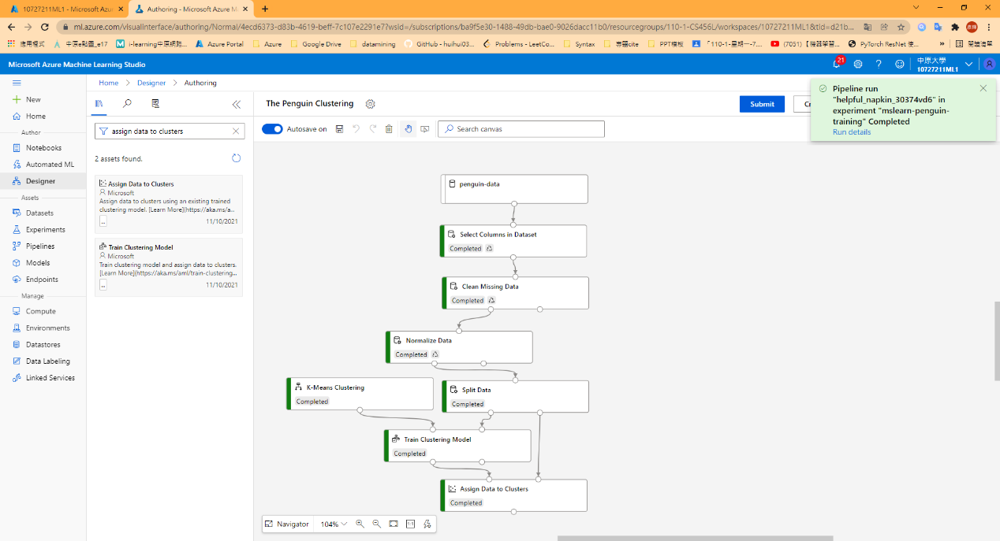 10727211ML1 - Microsoft Azu
Authoring - Microsoft Azure M
ml.azure.com/visualinterface/authoring/Normal/4ecd6373-d83b-4619-beff-7c107e2291e7?wsid=/subscriptions/ba9f5e30-1488-49db-bae0-9026dacc11b0/resourcegroups/110-1-CS456L/workspaces/10727211ML1&tid=d21b...
應用程式
中原e點靈_e17
i-learning中原網路...
Azure Portal
Azure
Google Drive
datamining
GitHub - huihui03...
Problems - LeetCo...
Syntax
專題cite
PPT模板
「110-1-星期一-7....
(7051)【機器學習...
PyTorch ResNet 使...
»
閱讀清單
Microsoft Azure Machine Learning Studio
21
中原大學
10727211ML1
New
Home
Author
Notebooks
Automated ML
Designer
Assets
Datasets
Experiments
Pipelines
Models
Endpoints
Manage
Compute
Environments
Datastores
Data Labeling
Linked Services
Home > Designer > Authoring
assign data to clusters
2 assets found.
Assign Data to Clusters
Microsoft
Assign data to clusters using an existing trained
clustering model. [Learn More](https://aka.ms/a...
...
11/10/2021
Train Clustering Model
Microsoft
Train clustering model and assign data to clusters.
[Learn More](https://aka.ms/aml/train-clustering...
...
11/10/2021
The Penguin Clustering
Submit
Autosave on
Search canvas
Pipeline run
"helpful_napkin_30374vd6" in
experiment "mslearn-penguin-
training" Completed
Run details
penguin-data
Select Columns in Dataset
Completed
Clean Missing Data
Completed
Normalize Data
Completed
K-Means Clustering
Completed
Split Data
Completed
Train Clustering Model
Completed
Assign Data to Clusters
Completed
Navigator
104%
1:1